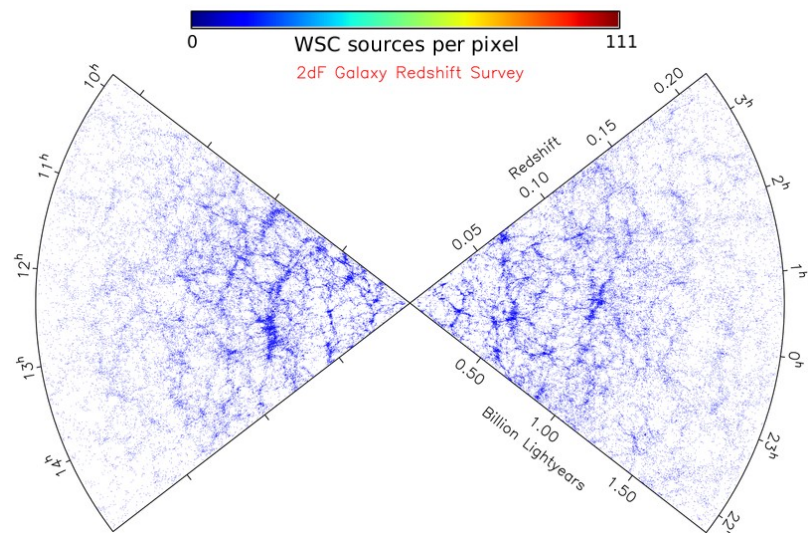 0 WSC sources per pixel 111
2dF Galaxy Redshift Survey
10h
11h
12h
13h
14h
Redshift
0.05
0.10
0.15
0.20
3h
2h
1h
0h
23h
22h
0.50
1.00
1.50
Billion Lightyears